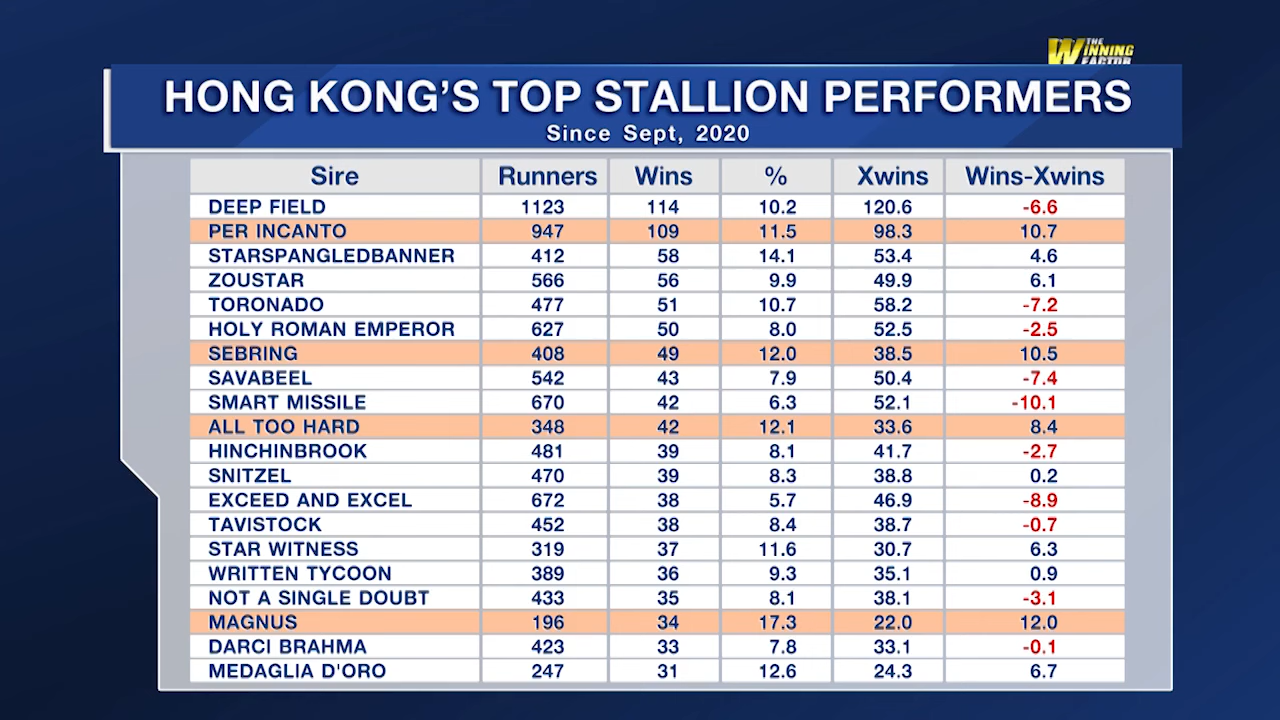 THE
WINNING
FACTOR
HONG KONG'S TOP STALLION PERFORMERS
Since Sept, 2020
Sire Runners Wins % Xwins Wins-Xwins
DEEP FIELD 1123 114 10.2 120.6 -6.6
PER INCANTO 947 109 11.5 98.3 10.7
STARSPANGLEDBANNER 412 58 14.1 53.4 4.6
ZOUSTAR 566 56 9.9 49.9 6.1
TORONADO 477 51 10.7 58.2 -7.2
HOLY ROMAN EMPEROR 627 50 8.0 52.5 -2.5
SEBRING 408 49 12.0 38.5 10.5
SAVABEEL 542 43 7.9 50.4 -7.4
SMART MISSILE 670 42 6.3 52.1 -10.1
ALL TOO HARD 348 42 12.1 33.6 8.4
HINCHINBROOK 481 39 8.1 41.7 -2.7
SNITZEL 470 39 8.3 38.8 0.2
EXCEED AND EXCEL 672 38 5.7 46.9 -8.9
TAVISTOCK 452 38 8.4 38.7 -0.7
STAR WITNESS 319 37 11.6 30.7 6.3
WRITTEN TYCOON 389 36 9.3 35.1 0.9
NOT A SINGLE DOUBT 433 35 8.1 38.1 -3.1
MAGNUS 196 34 17.3 22.0 12.0
DARCI BRAHMA 423 33 7.8 33.1 -0.1
MEDAGLIA D'ORO 247 31 12.6 24.3 6.7